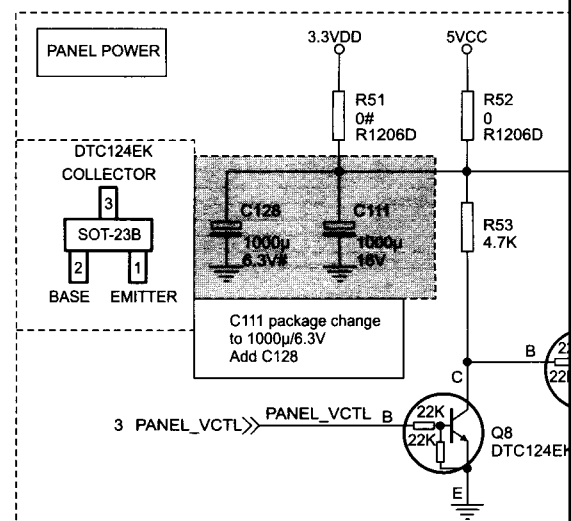 PANEL POWER
3.3VDD
5VCC
R51
0#
R1206D
R52
0
R1206D
DTC124EK
COLLECTOR
3
SOT-23B
2
1
BASE
EMITTER
C128
1000μ
6.3V#
C111
1000μ
16V
R53
4.7K
C111 package change
to 1000μ/6.3V
Add C128
B
C
3 PANEL_VCTL
PANEL_VCTL
B
22K
22K
Q8
DTC124EK
E